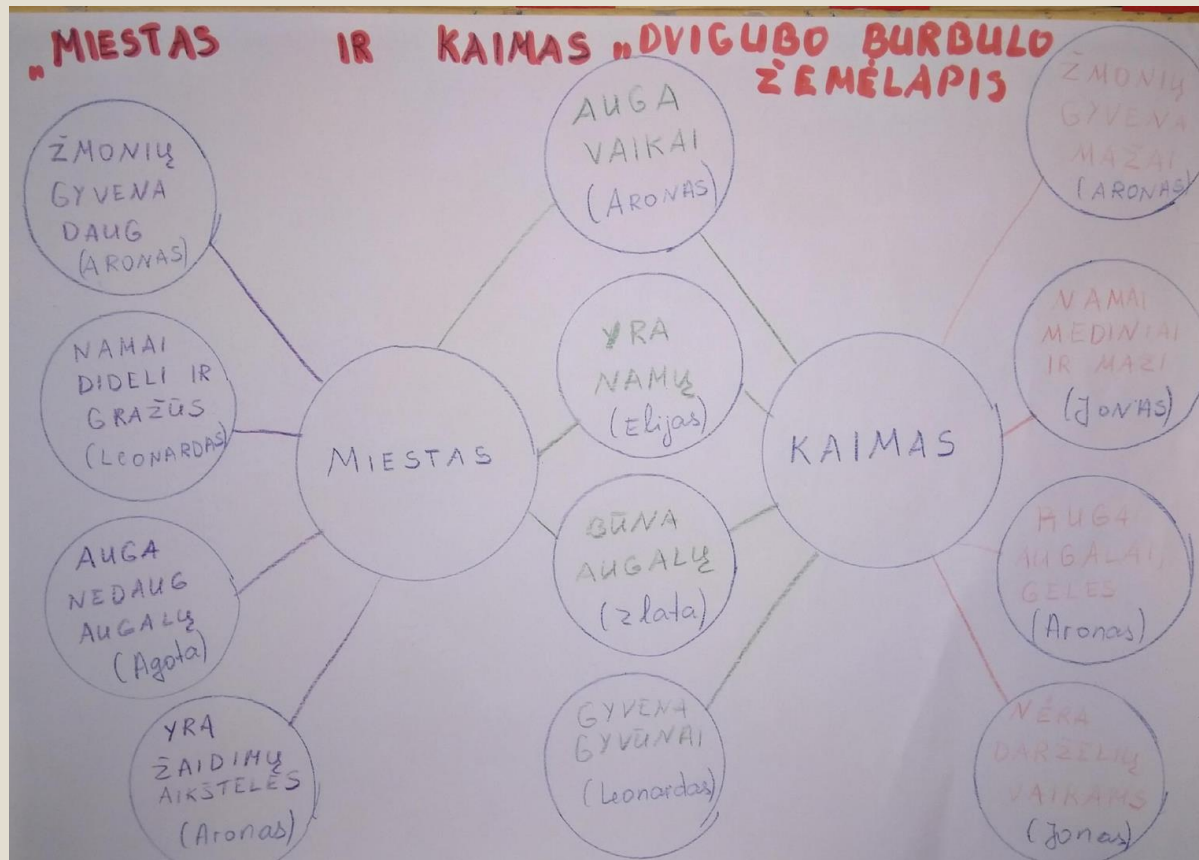 „MIESTAS IR KAIMAS „DVIGUBO BURBULO
ŽEMĖLAPIS
ŽMONIŲ
GYVENA
DAUG
(ARONAS)
NAMAI
DIDELI IR
GRAŽŪS
(LEONARDAS)
AUGA
NEDAUG
AUGALŲ
(Agota)
YRA
ŽAIDIMŲ
AIKŠTELĖS
(Aronas)
MIESTAS
AUGA
VAIKAI
(ARONAS)
YRA
NAMŲ
(Elijas)
BŪNA
AUGALŲ
(Zlata)
GYVENA
GYVŪNAI
(Leonardas)
KAIMAS
ŽMONIŲ
GYVENA
MAŽAI
(ARONAS)
NAMAI
MEDINIAI
IR MAŽI
(JONAS)
AUGA
AUGALAI,
GĖLĖS
(Aronas)
NĖRA
DARŽELIŲ
VAIKAMS
(Jonas)